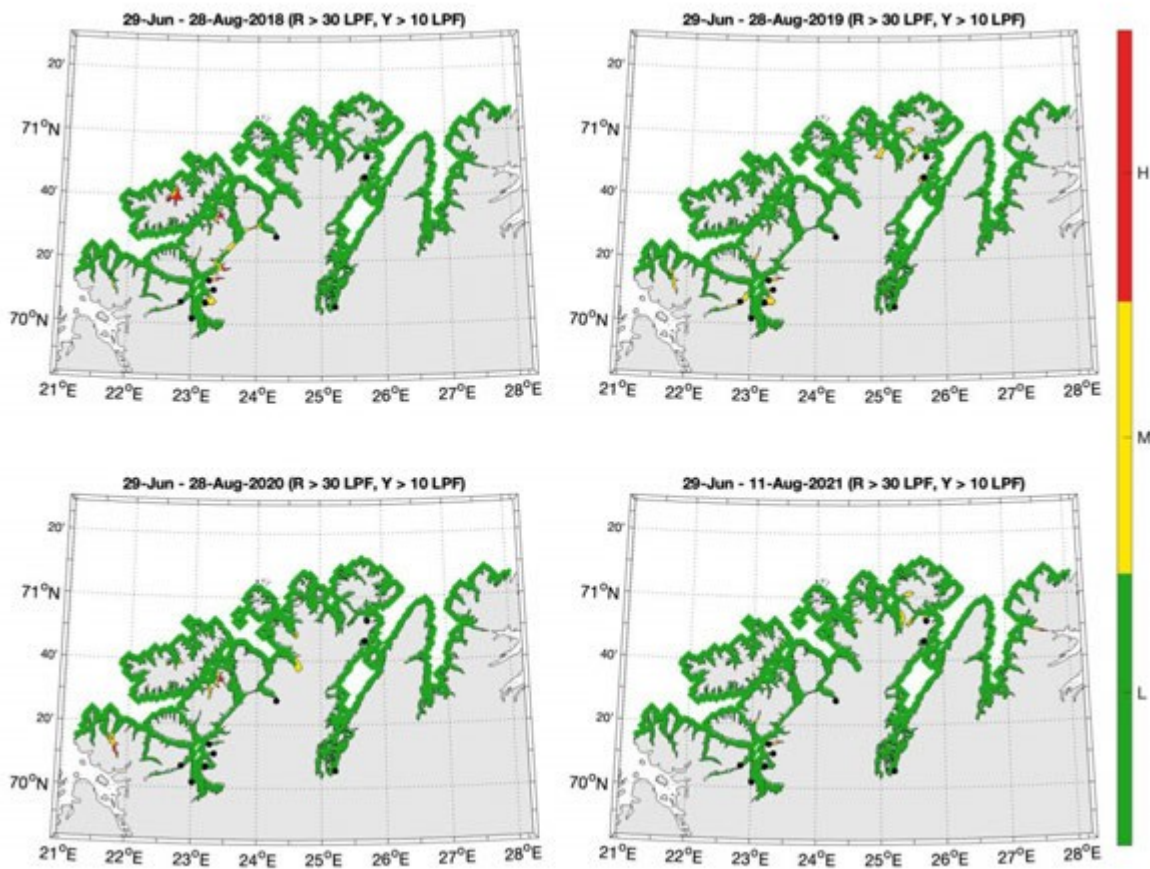 29-Jun - 28-Aug-2018 (R > 30 LPF, Y > 10 LPF)
20'
71°N
40'
20'
70°N
21°E 22°E 23°E 24°E 25°E 26°E 27°E 28°E
29-Jun - 28-Aug-2019 (R > 30 LPF, Y > 10 LPF)
20'
71°N
40'
20'
70°N
21°E 22°E 23°E 24°E 25°E 26°E 27°E 28°E
H
M
L
29-Jun - 28-Aug-2020 (R > 30 LPF, Y > 10 LPF)
20'
71°N
40'
20'
70°N
21°E 22°E 23°E 24°E 25°E 26°E 27°E 28°E
29-Jun - 11-Aug-2021 (R > 30 LPF, Y > 10 LPF)
20'
71°N
40'
20'
70°N
21°E 22°E 23°E 24°E 25°E 26°E 27°E 28°E